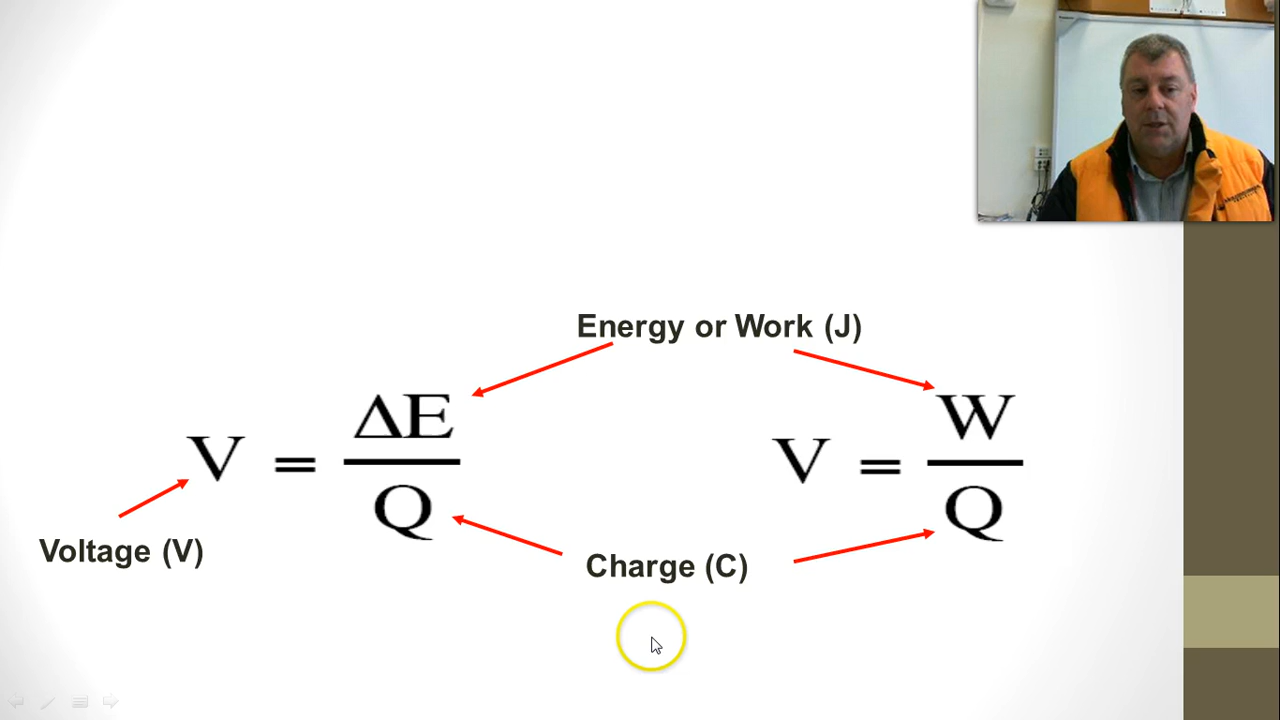 Energy or Work (J)
V = ΔE / Q
V = W / Q
Voltage (V)
Charge (C)